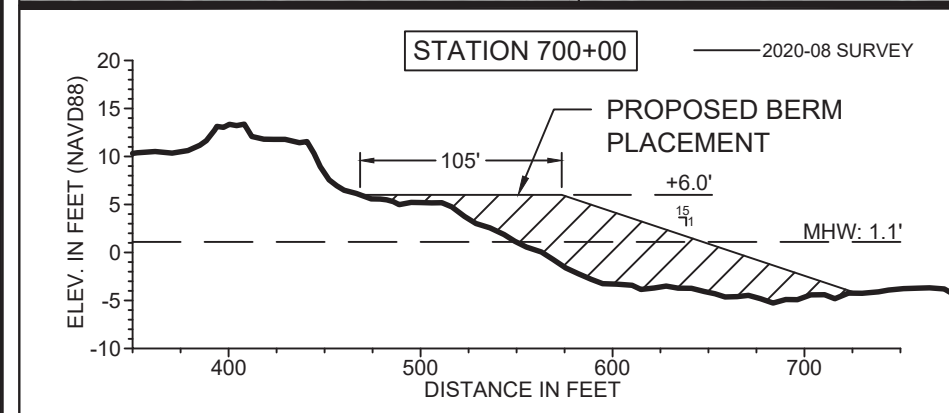 STATION 700+00
2020-08 SURVEY
PROPOSED BERM
PLACEMENT
105'
+6.0'
15
1
MHW: 1.1'
ELEV. IN FEET (NAVD88)
20
15
10
5
0
-5
-10
400
500
600
700
DISTANCE IN FEET